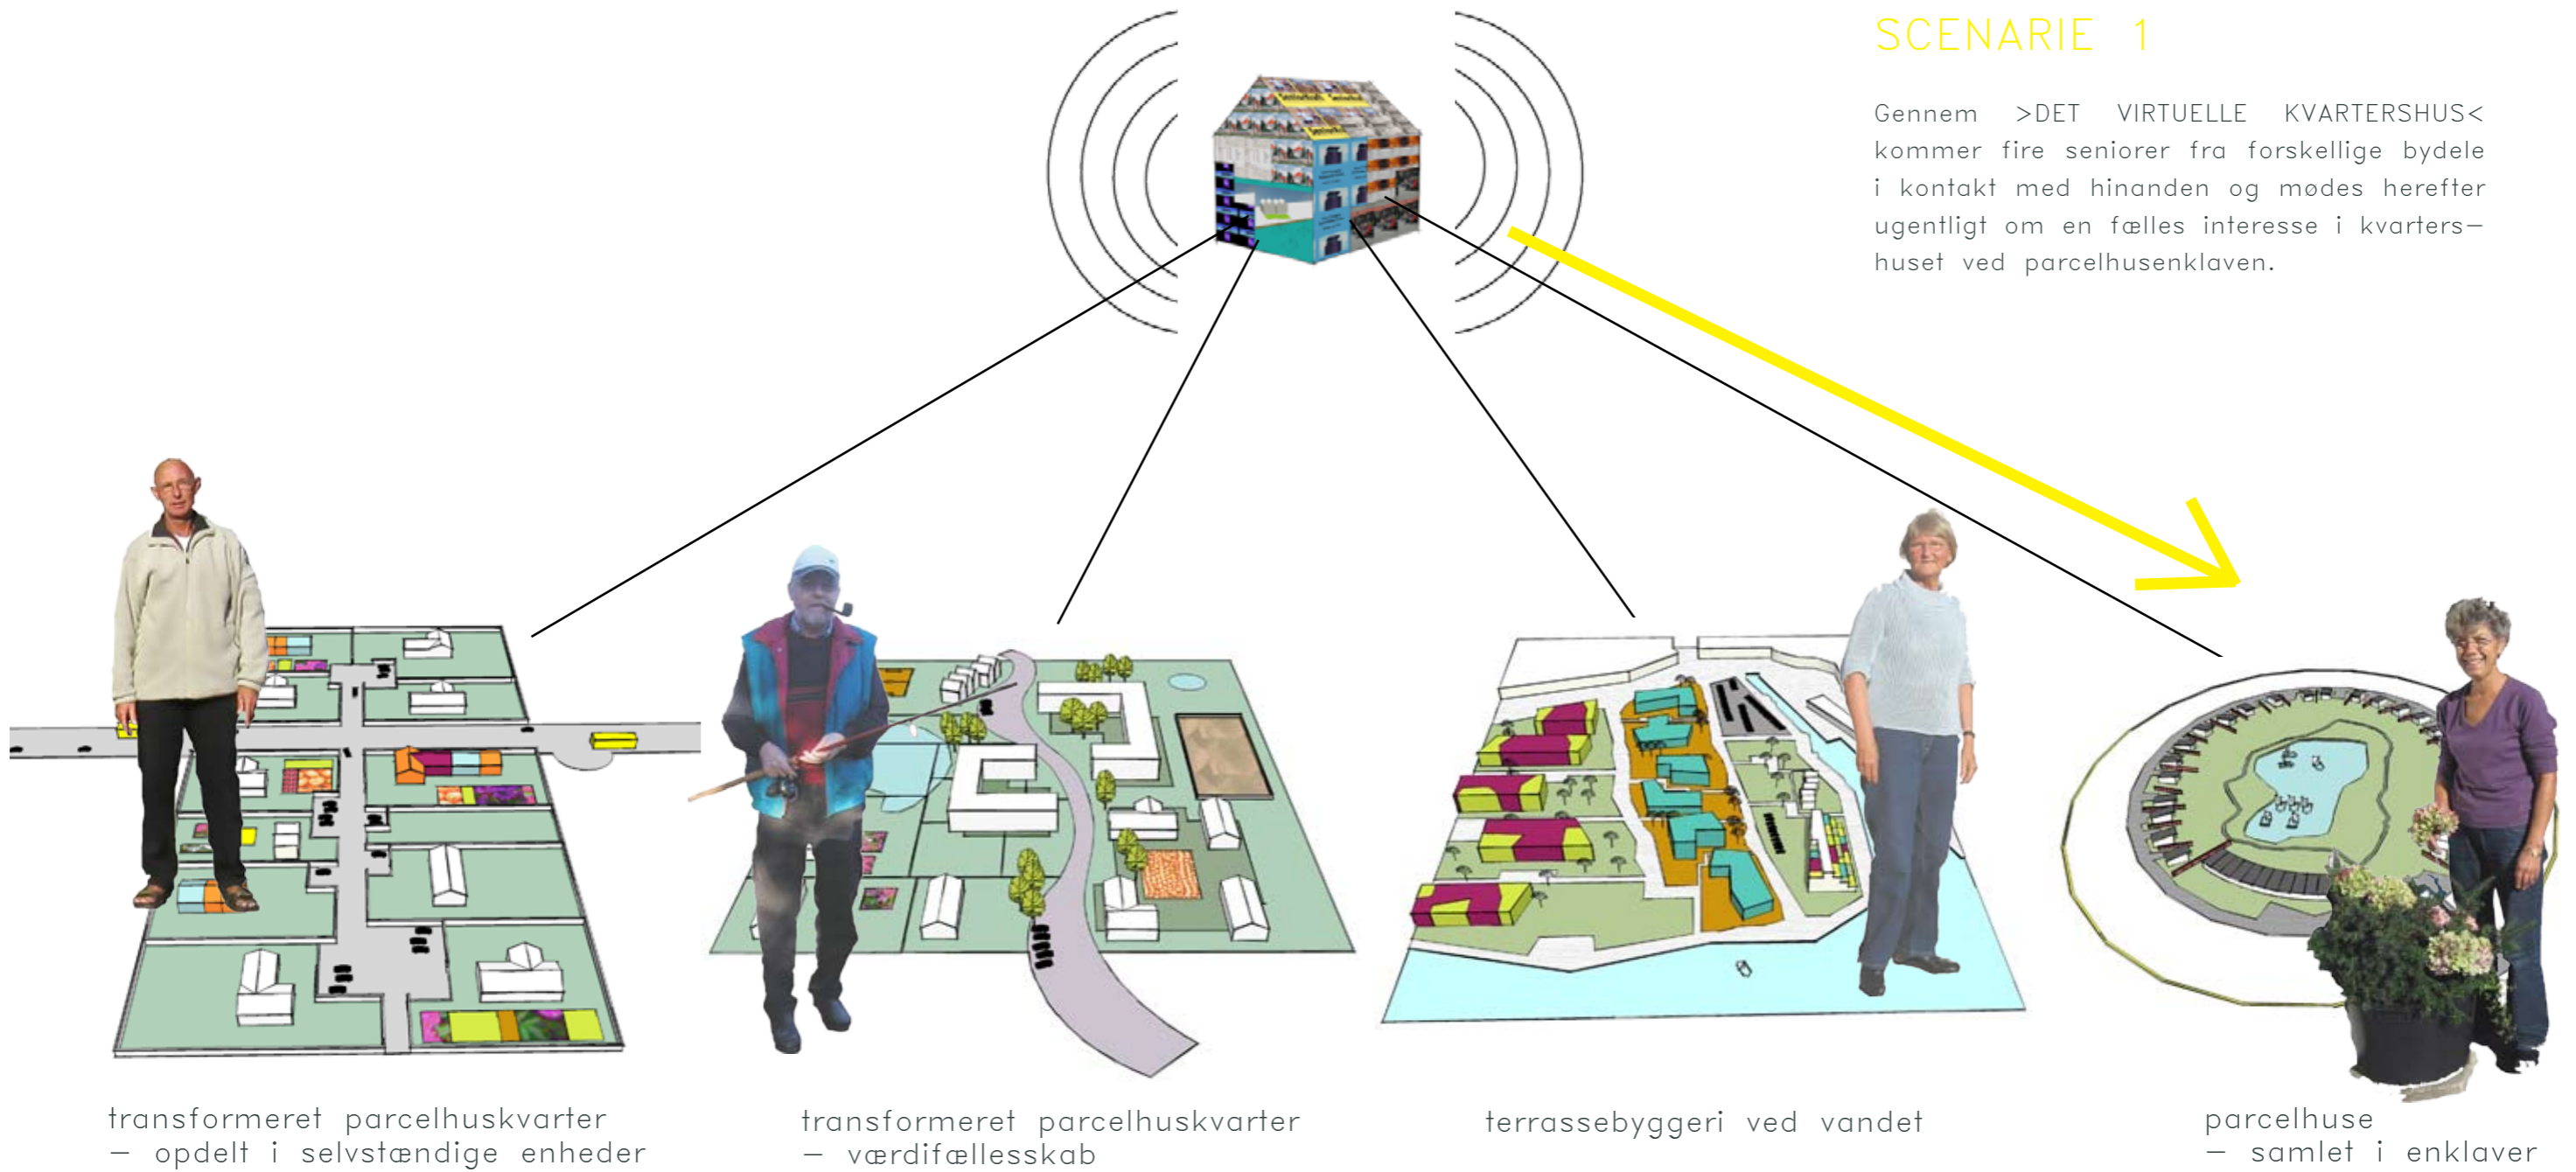 SCENARIE 1
Gennem >DET VIRTUELLE KVARTERSHUS<
kommer fire seniorer fra forskellige bydele
i kontakt med hinanden og mødes herefter
ugentligt om en fælles interesse i kvarters–
huset ved parcelhusenklaven.
transformeret parcelhuskvarter
– opdelt i selvstændige enheder
transformeret parcelhuskvarter
– værdifællesskab
terrassebyggeri ved vandet
parcelhuse
– samlet i enklaver